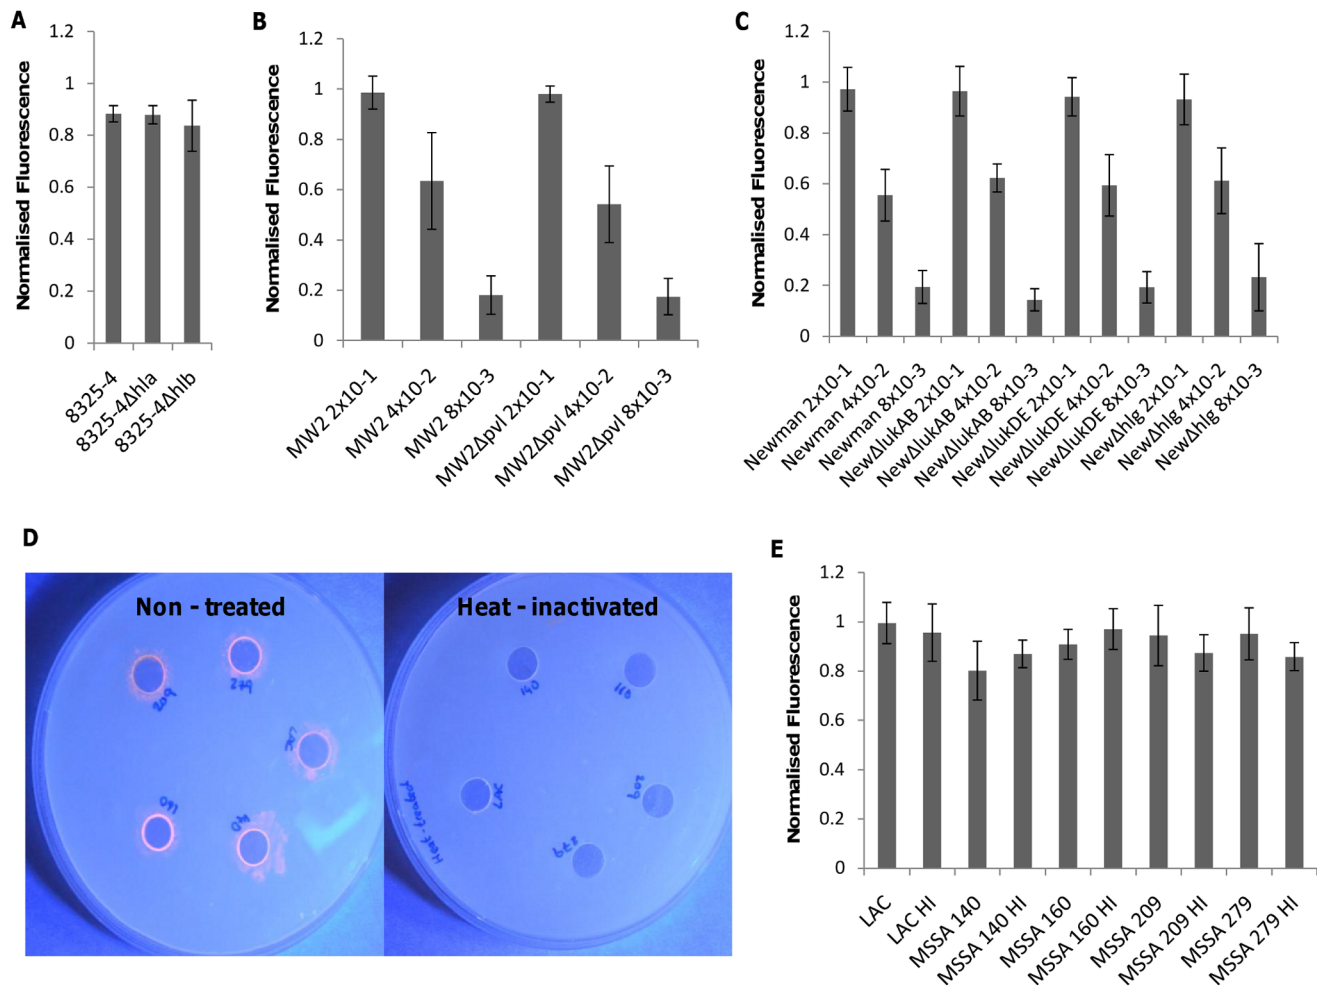 A
Normalised Fluorescence
1.2
1
0.8
0.6
0.4
0.2
0
8325-4
8325-4Δhla
8325-4Δhlb
B
Normalised Fluorescence
1.2
1
0.8
0.6
0.4
0.2
0
MW2 2x10-1
MW2 4x10-2
MW2 8x10-3
MW2Δpvl 2x10-1
MW2Δpvl 4x10-2
MW2Δpvl 8x10-3
C
Normalised Fluorescence
1.2
1
0.8
0.6
0.4
0.2
0
Newman 2x10-1
Newman 4x10-2
Newman 8x10-3
NewΔlukAB 2x10-1
NewΔlukAB 4x10-2
NewΔlukAB 8x10-3
NewΔlukDE 2x10-1
NewΔlukDE 4x10-2
NewΔlukDE 8x10-3
NewΔhlg 2x10-1
NewΔhlg 4x10-2
NewΔhlg 8x10-3
D
Non - treated
209
279
LAC
160
Heat - inactivated
140
160
LAC
209
279
Heat-treated
E
Normalised Fluorescence
1.2
1
0.8
0.6
0.4
0.2
0
LAC
LAC HI
MSSA 140
MSSA 140 HI
MSSA 160
MSSA 160 HI
MSSA 209
MSSA 209 HI
MSSA 279
MSSA 279 HI